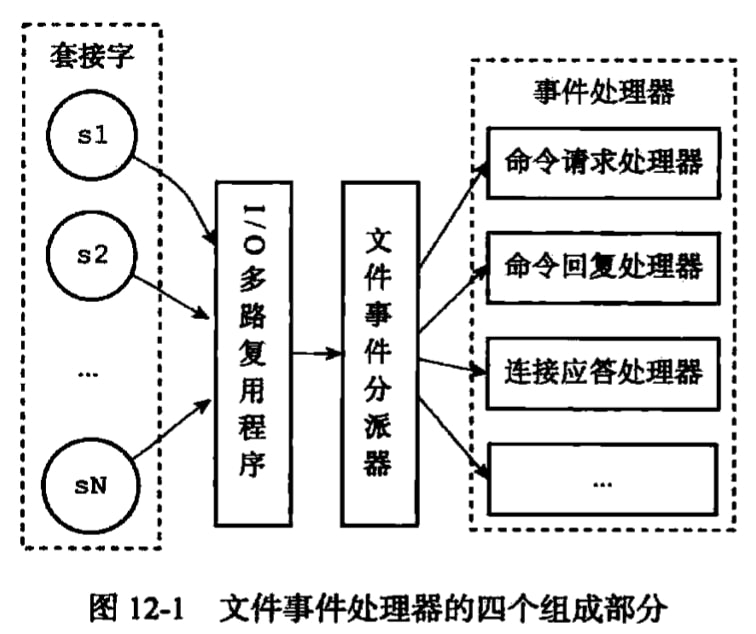 套接字
s1
s2
...
sN
I/O多路复用程序
文件事件分派器
事件处理器
命令请求处理器
命令回复处理器
连接应答处理器
...
图 12-1 文件事件处理器的四个组成部分